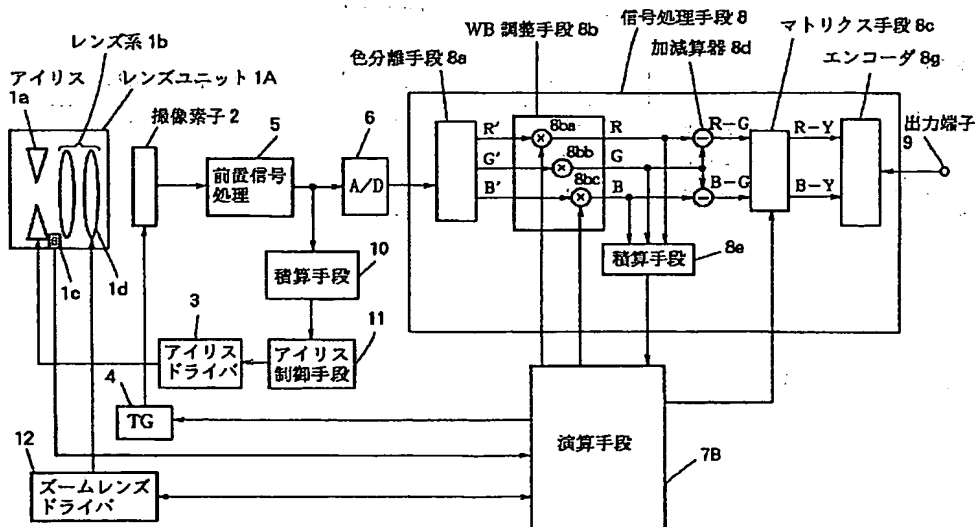 レンズ系 1b
アイリス
1a
レンズユニット 1A
撮像素子 2
5
前置信号
処理
6
A/D
色分離手段 8a
WB 調整手段 8b
信号処理手段 8
加減算器 8d
マトリクス手段 8c
エンコーダ 8g
R'
G'
B'
8ba
8bb
8bc
R
G
B
R-G
B-G
R-Y
B-Y
出力端子
9
積算手段
8e
1c
1d
10
積算手段
3
アイリス
ドライバ
11
アイリス
制御手段
4
TG
12
ズームレンズ
ドライバ
演算手段
7B